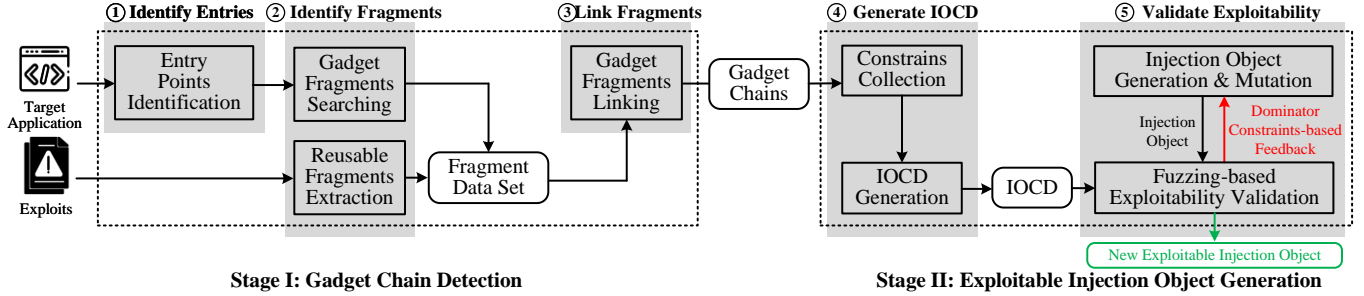 ① Identify Entries
② Identify Fragments
③Link Fragments
④ Generate IOCD
⑤ Validate Exploitability
Target
Application
Exploits
Entry
Points
Identification
Gadget
Fragments
Searching
Reusable
Fragments
Extraction
Fragment
Data Set
Gadget
Fragments
Linking
Gadget
Chains
Constrains
Collection
IOCD
Generation
IOCD
Injection Object
Generation & Mutation
Injection
Object
Dominator
Constraints-based
Feedback
Fuzzing-based
Exploitability Validation
New Exploitable Injection Object
Stage I: Gadget Chain Detection
Stage II: Exploitable Injection Object Generation